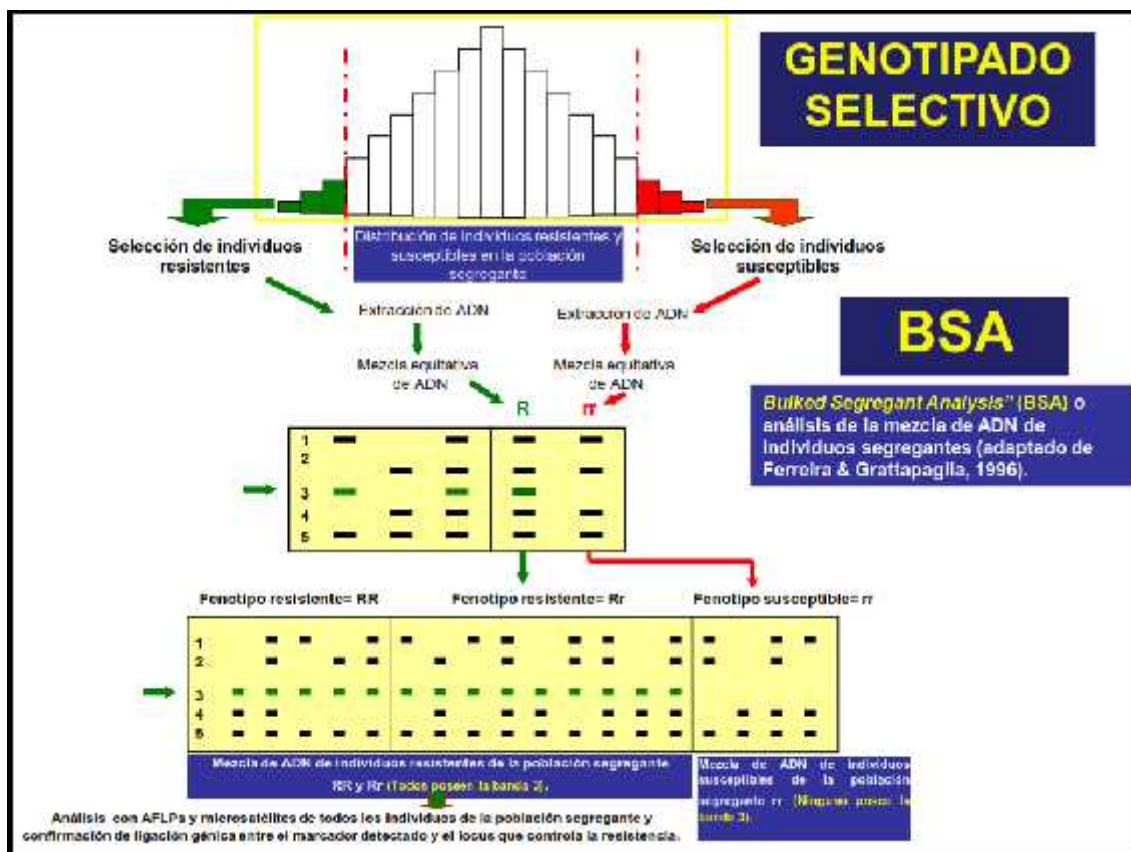 GENOTIPADO
SELECTIVO
Selección de individuos
resistentes
Distribución de individuos resistentes y
susceptibles en la población
segregante
Selección de individuos
susceptibles
Extracción de ADN
Extracción de ADN
BSA
Mezcla equitativa
de ADN
Mezcla equitativa
de ADN
R
rr
Bulked Segregant Analysis" (BSA) o
análisis de la mezcla de ADN de
individuos segregantes (adaptado de
Ferreira & Grattapaglia, 1996).
1
2
3
4
5
Fenotipo resistente= RR
Fenotipo resistente= Rr
Fenotipo susceptible= rr
1
2
3
4
5
Mezcla de ADN de individuos resistentes de la población segregante
RR y Rr (Todos poseen la banda 3).
Mezcla de ADN de individuos
susceptibles de la población
segregante rr (Ninguno posee la
banda 3).
Análisis con AFLPs y microsatélites de todos los individuos de la población segregante y
confirmación de ligación génica entre el marcador detectado y el locus que controla la resistencia.